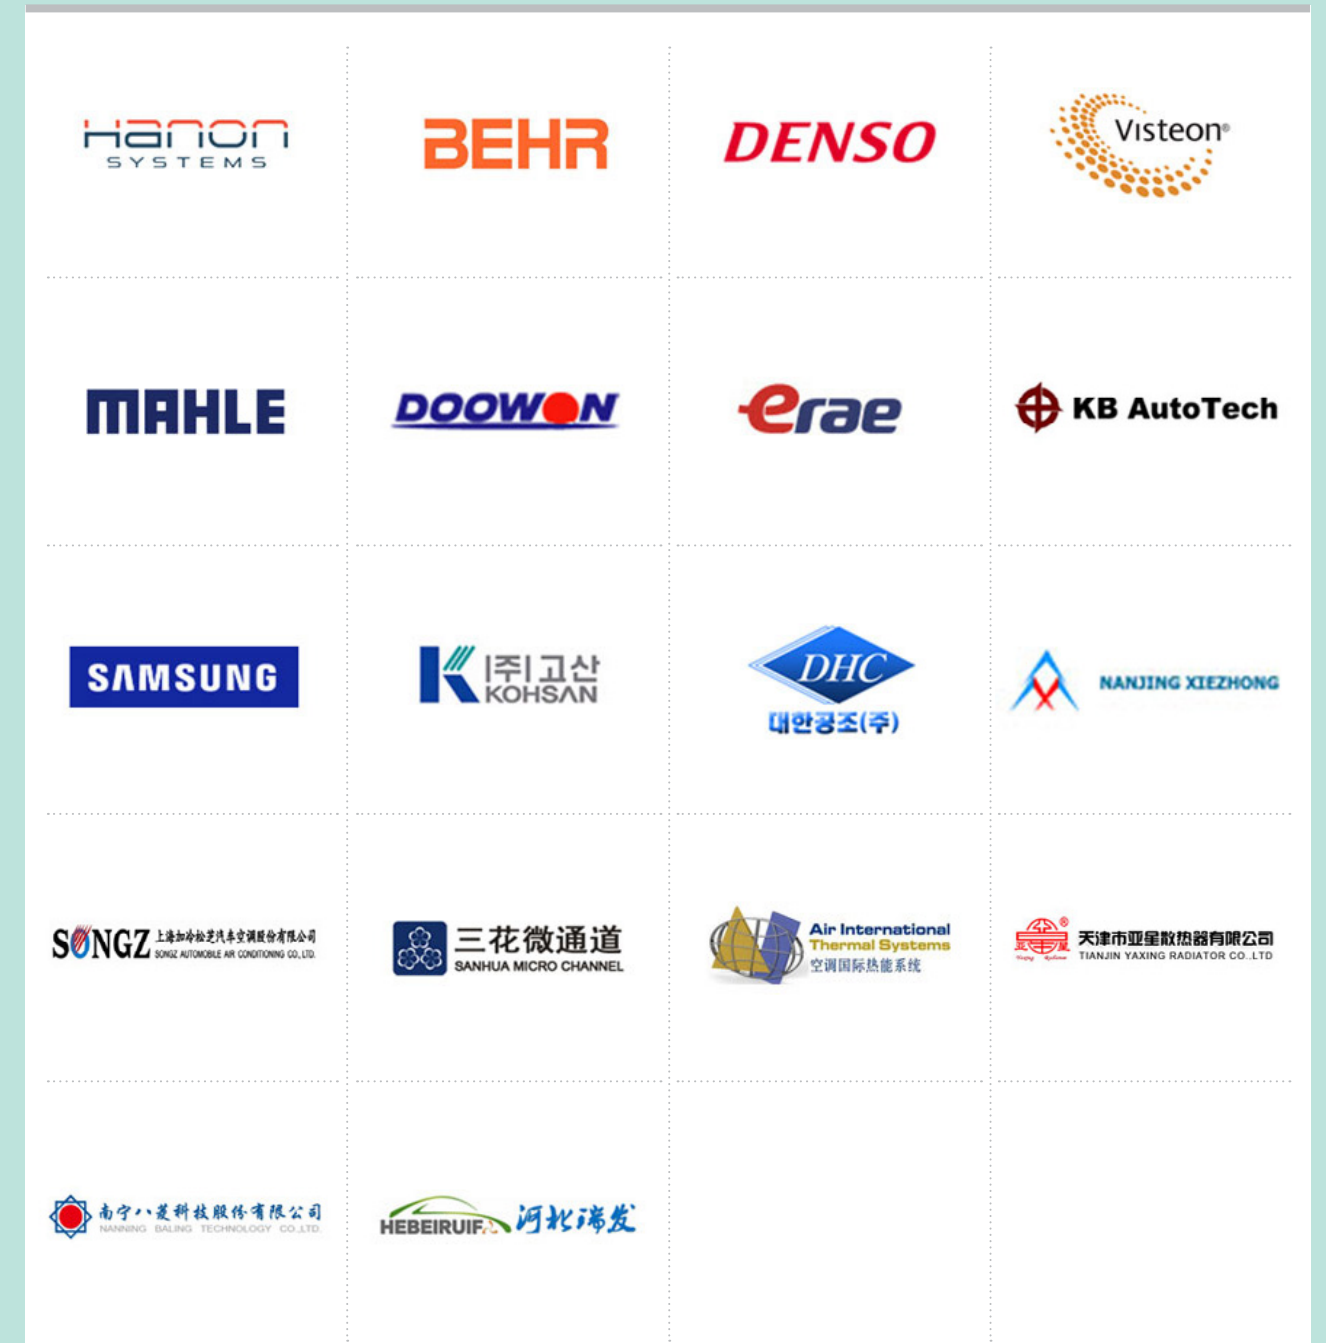 Hanon
SYSTEMS
BEHR
DENSO
Visteon®
MAHLE
DOOWON
erae
KB AutoTech
SAMSUNG
(주)고산
KOHSAN
DHC
대한공조(주)
NANJING XIEZHONG
SONGZ 上海加冷松芝汽车空调股份有限公司
SONGZ AUTOMOBILE AIR CONDITIONING CO., LTD.
三花微通道
SANHUA MICRO CHANNEL
Air International
Thermal Systems
空调国际热能系统
亚星®
Yaxing Radiator
天津市亚星散热器有限公司
TIANJIN YAXING RADIATOR CO.,LTD
南宁八菱科技股份有限公司
NANNING BALING TECHNOLOGY CO.,LTD.
HEBEIRUIF 河北瑞发